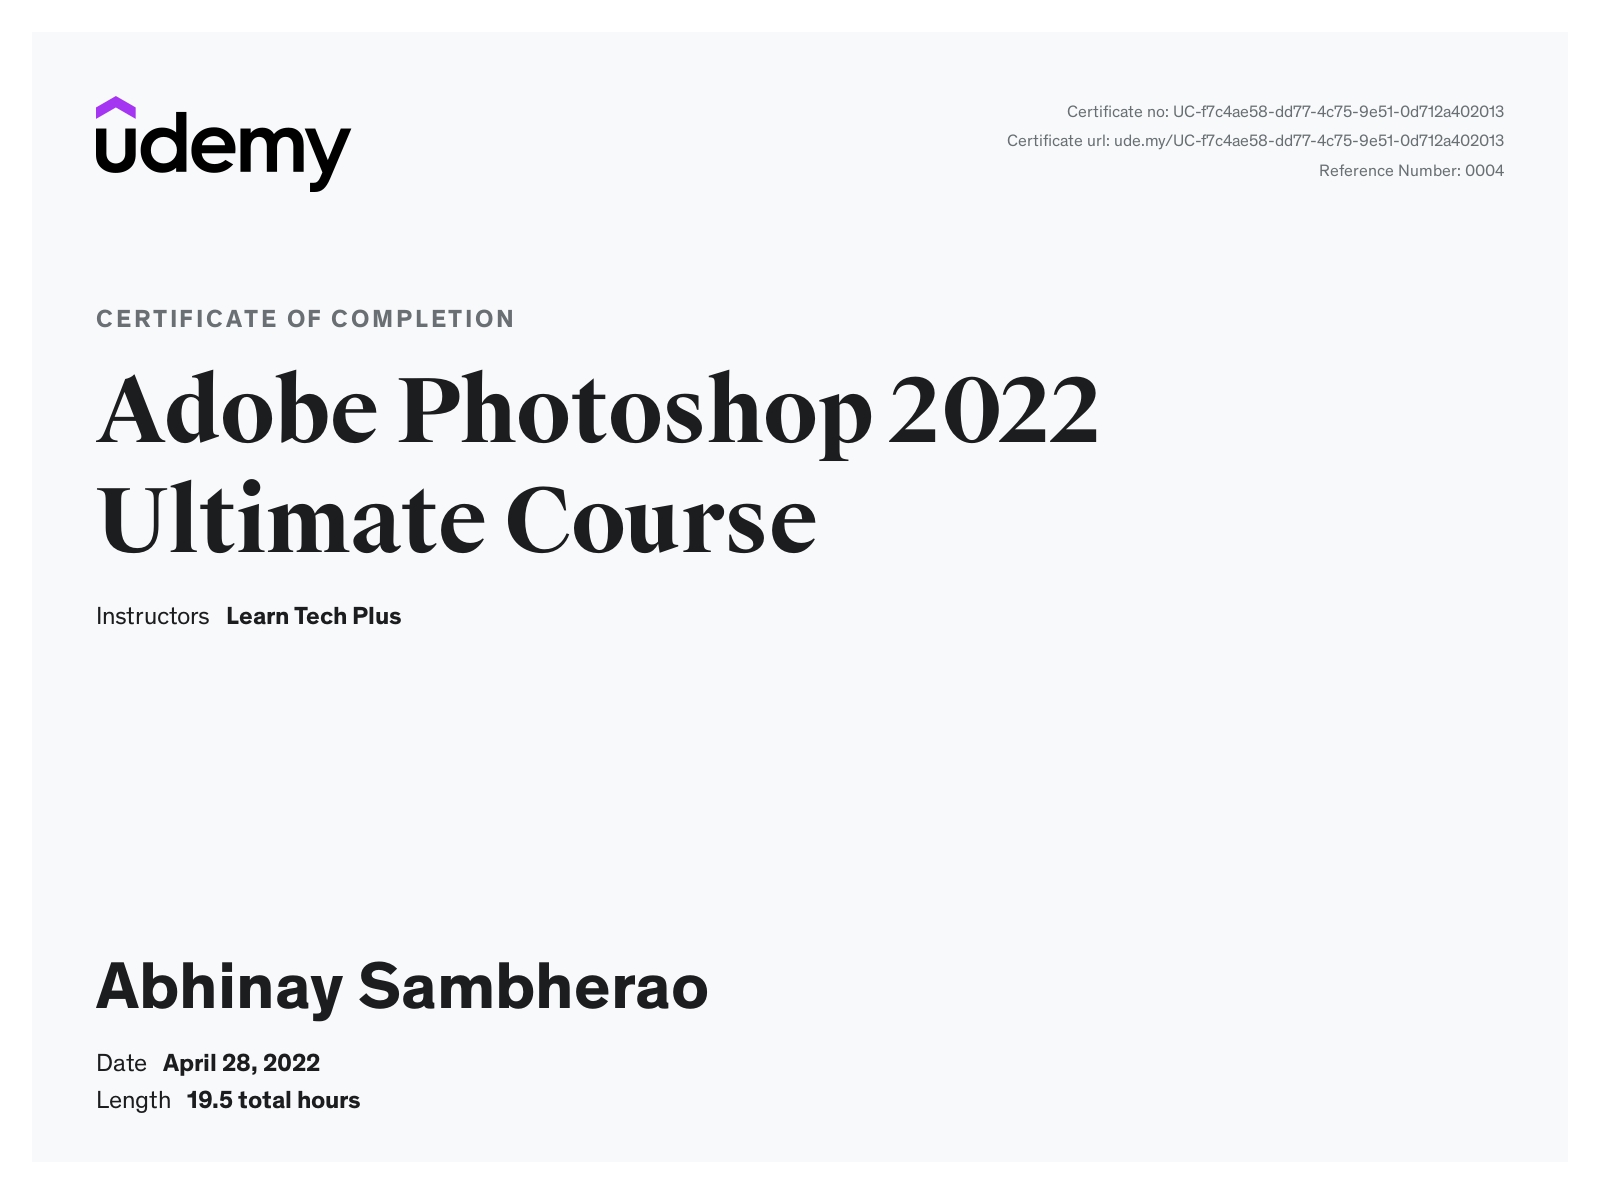 udemy
Certificate no: UC-f7c4ae58-dd77-4c75-9e51-0d712a402013
Certificate url: ude.my/UC-f7c4ae58-dd77-4c75-9e51-0d712a402013
Reference Number: 0004
CERTIFICATE OF COMPLETION
Adobe Photoshop 2022
Ultimate Course
Instructors Learn Tech Plus
Abhinay Sambherao
Date April 28, 2022
Length 19.5 total hours